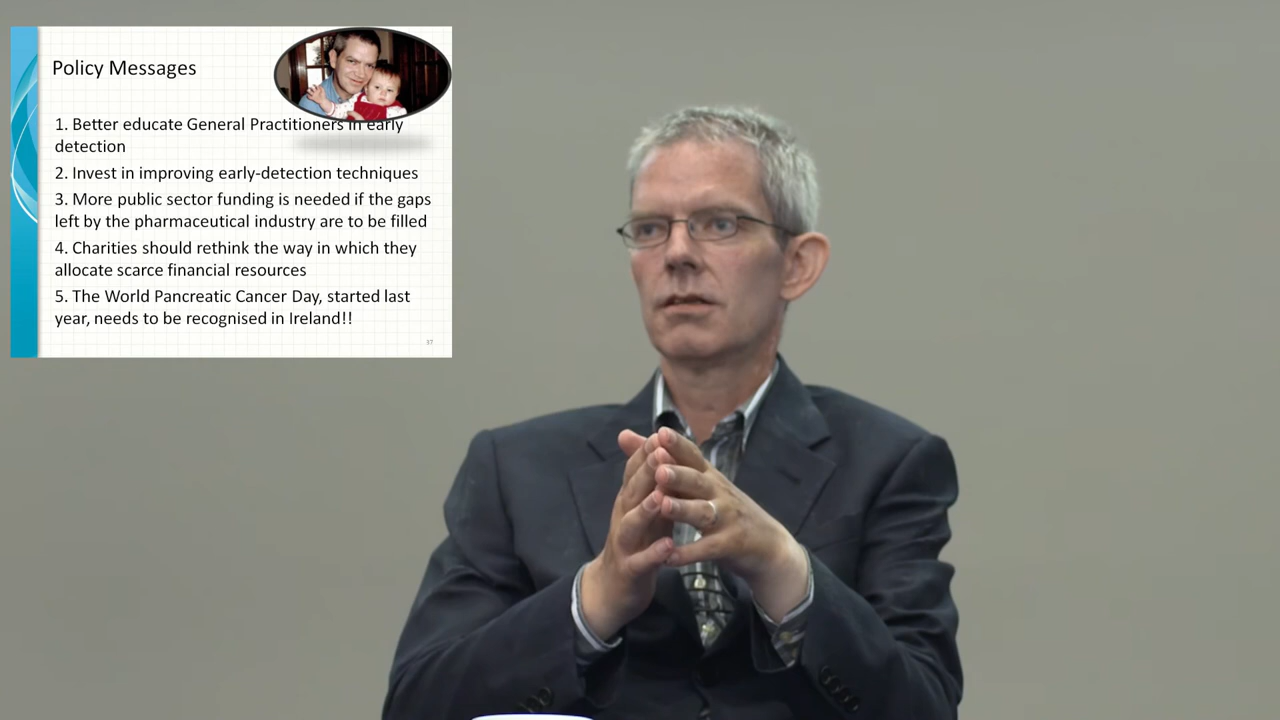 Policy Messages
1. Better educate General Practitioners in early
detection
2. Invest in improving early-detection techniques
3. More public sector funding is needed if the gaps
left by the pharmaceutical industry are to be filled
4. Charities should rethink the way in which they
allocate scarce financial resources
5. The World Pancreatic Cancer Day, started last
year, needs to be recognised in Ireland!!
37